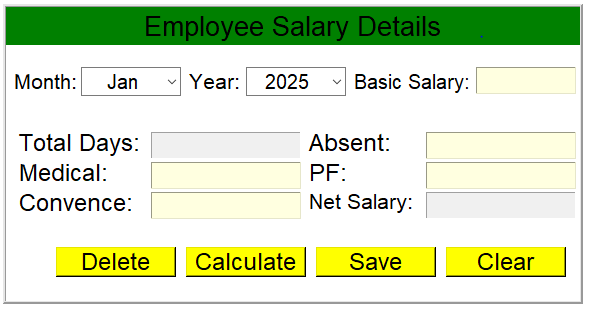 Employee Salary Details
Month: Jan Year: 2025 Basic Salary:
Total Days: Absent:
Medical: PF:
Convence: Net Salary:
Delete Calculate Save Clear